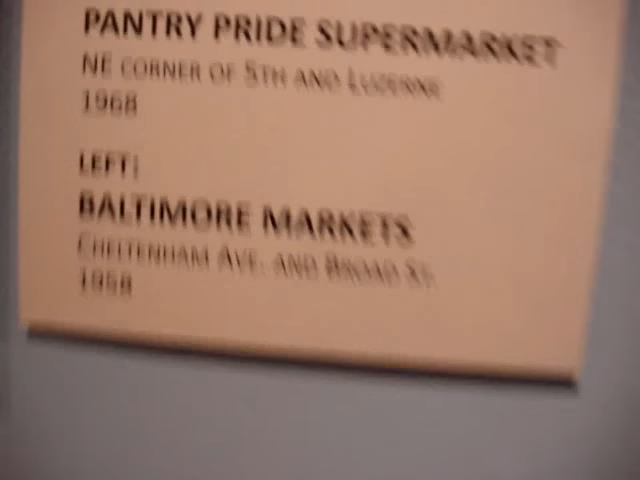 PANTRY PRIDE SUPERMARKET
NE CORNER OF 5TH AND LUZERNE
1968
LEFT:
BALTIMORE MARKETS
CHELTENHAM AVE. AND BROAD ST.
1958